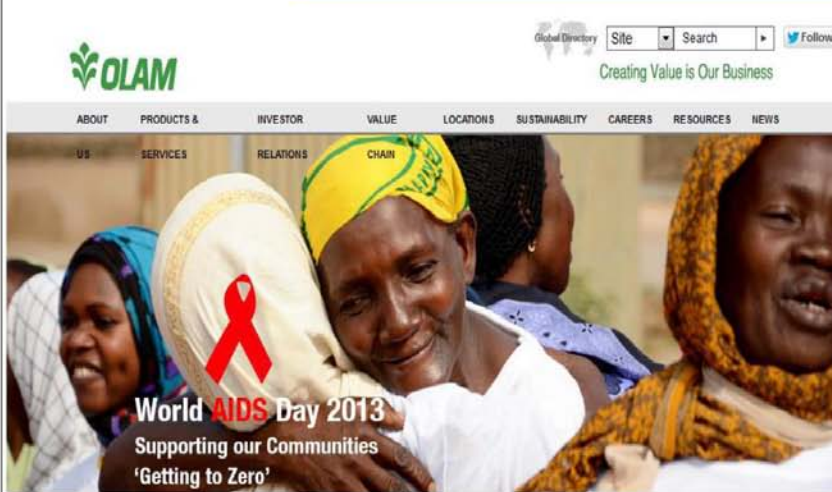 Global Directory Site Search Follow
OLAM
Creating Value is Our Business
ABOUT PRODUCTS & INVESTOR VALUE LOCATIONS SUSTAINABILITY CAREERS RESOURCES NEWS
US SERVICES RELATIONS CHAIN
World AIDS Day 2013
Supporting our Communities
'Getting to Zero'